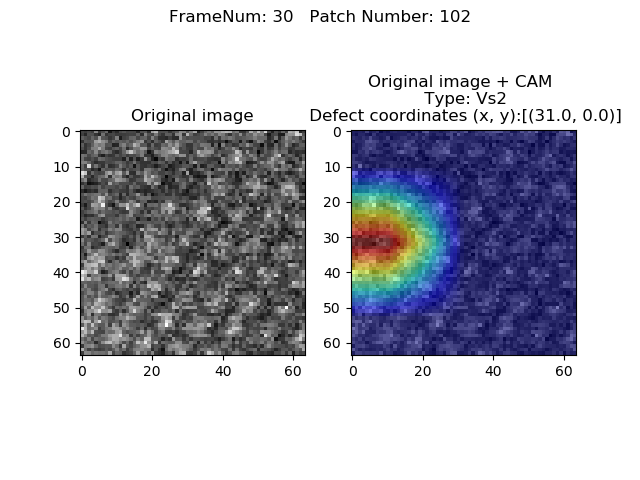 FrameNum: 30   Patch Number: 102
Original image
Original image + CAM
Type: Vs2
Defect coordinates (x, y):[(31.0, 0.0)]
0
10
20
30
40
50
60
0 20 40 60
0
10
20
30
40
50
60
0 20 40 60